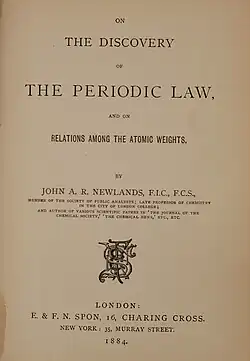 ON
THE DISCOVERY
OF
THE PERIODIC LAW,
AND ON
RELATIONS AMONG THE ATOMIC WEIGHTS.
BY
JOHN A. R. NEWLANDS, F.I.C., F.C.S.,
MEMBER OF THE SOCIETY OF PUBLIC ANALYSTS; LATE PROFESSOR OF CHEMISTRY
IN THE CITY OF LONDON COLLEGE;
AND AUTHOR OF VARIOUS SCIENTIFIC PAPERS IN 'THE JOURNAL OF THE
CHEMICAL SOCIETY,' 'THE CHEMICAL NEWS,' ETC., ETC.
LONDON:
E. & F. N. SPON, 16, CHARING CROSS.
NEW YORK: 35, MURRAY STREET.
1884.